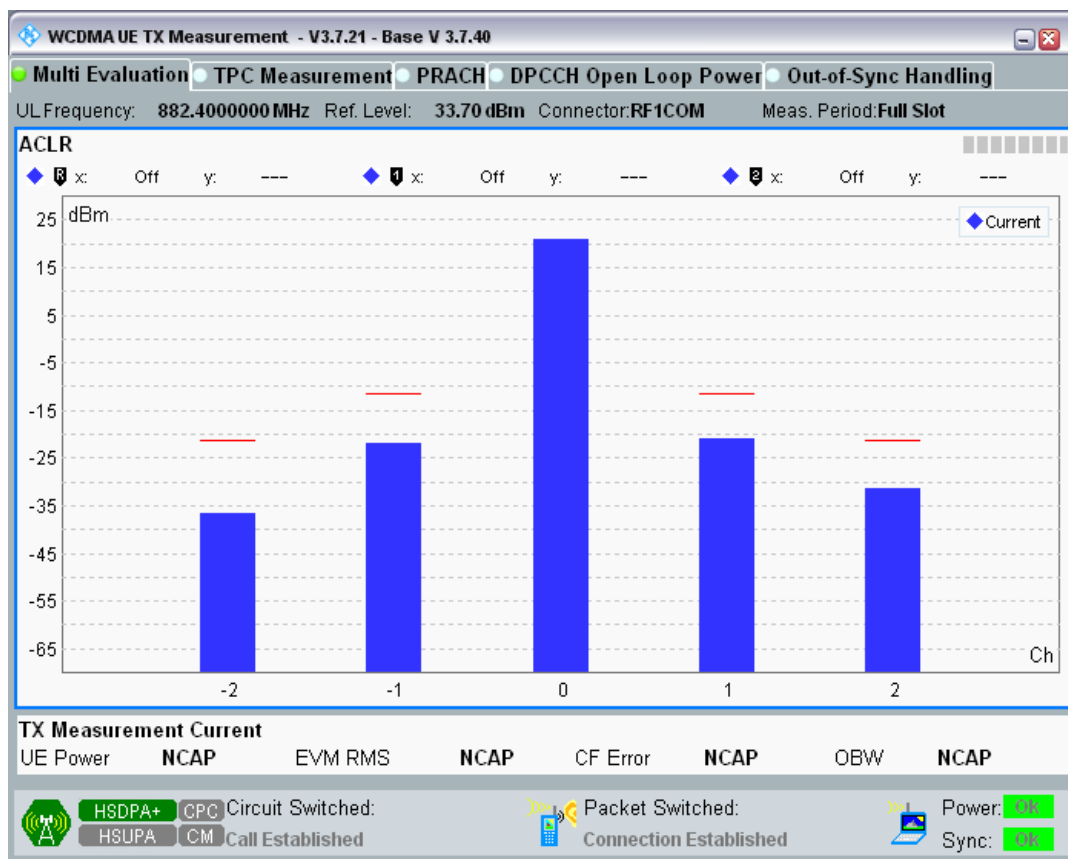 WCDMA UE TX Measurement - V3.7.21 - Base V 3.7.40
Multi Evaluation TPC Measurement PRACH DPCCH Open Loop Power Out-of-Sync Handling
UL Frequency: 882.4000000 MHz Ref. Level: 33.70 dBm Connector:RF1COM Meas. Period:Full Slot
ACLR
R x: Off y: --- 1 x: Off y: --- 2 x: Off y: ---
dBm
Current
25
15
5
-5
-15
-25
-35
-45
-55
-65
Ch
-2 -1 0 1 2
TX Measurement Current
UE Power NCAP EVM RMS NCAP CF Error NCAP OBW NCAP
HSDPA+ CPC Circuit Switched: Packet Switched: Power: Ok
HSUPA CM Call Established Connection Established Sync: Ok